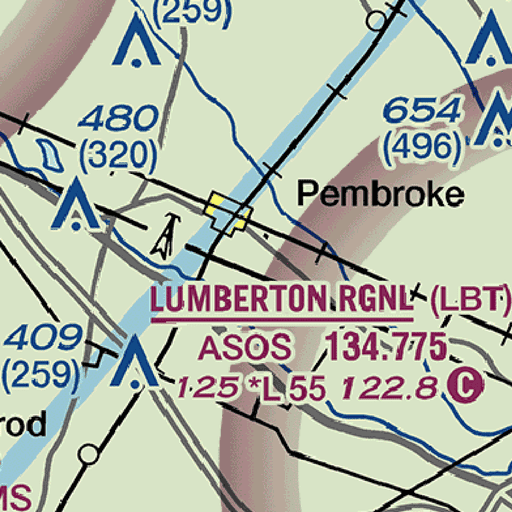 (259)
480
(320)
654
(496)
Pembroke
LUMBERTON RGNL (LBT)
ASOS 134.775
409
(259)
125 *L 55 122.8 C
rod
MS